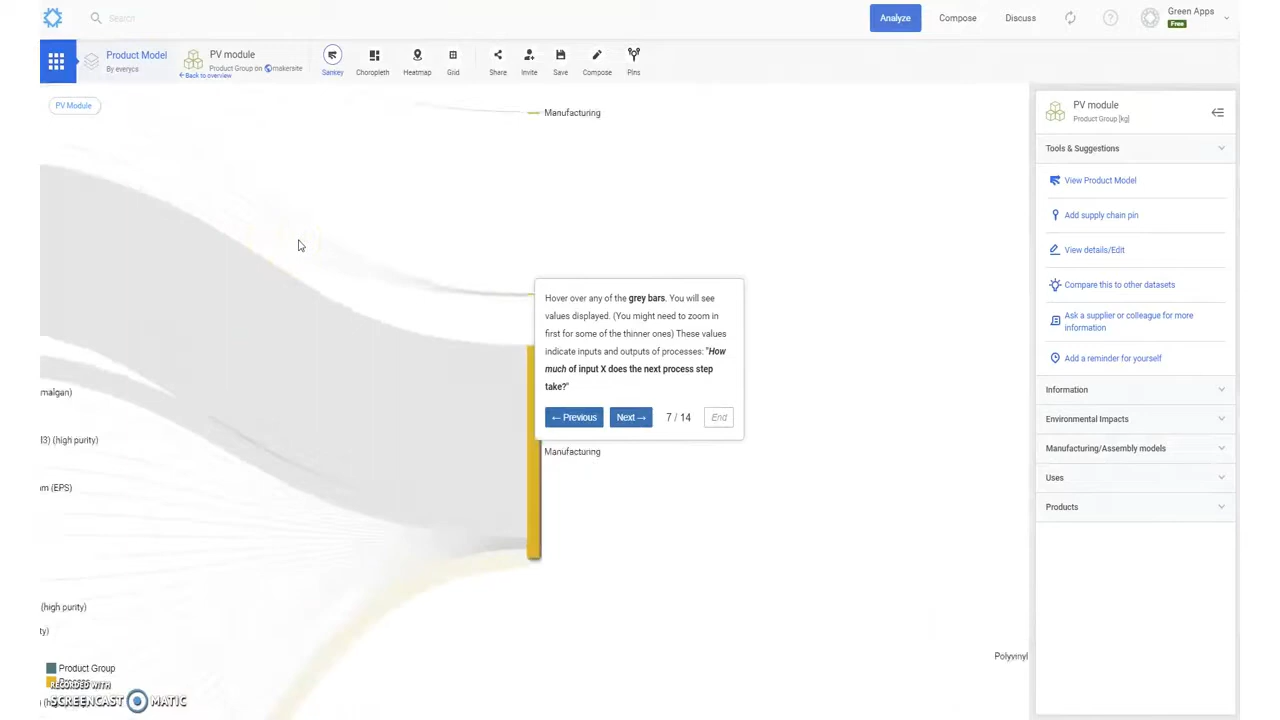 Search
Analyze
Compose
Discuss
?
Green Apps
Free
Product Model
By everycs
PV module
Product Group on makersite
← Back to overview
Sankey
Choropleth
Heatmap
Grid
Share
Invite
Save
Compose
Pins
PV Module
Manufacturing
Hover over any of the grey bars. You will see
values displayed. (You might need to zoom in
first for some of the thinner ones) These values
indicate inputs and outputs of processes: "How
much of input X does the next process step
take?"
← Previous
Next →
7 / 14
End
Manufacturing
malgan)
I3) (high purity)
m (EPS)
(high purity)
ty)
Polyvinyl
Product Group
RECORDED WITH
SCREENCAST MATIC
PV module
Product Group [kg]
Tools & Suggestions
View Product Model
Add supply chain pin
View details/Edit
Compare this to other datasets
Ask a supplier or colleague for more
information
Add a reminder for yourself
Information
Environmental Impacts
Manufacturing/Assembly models
Uses
Products